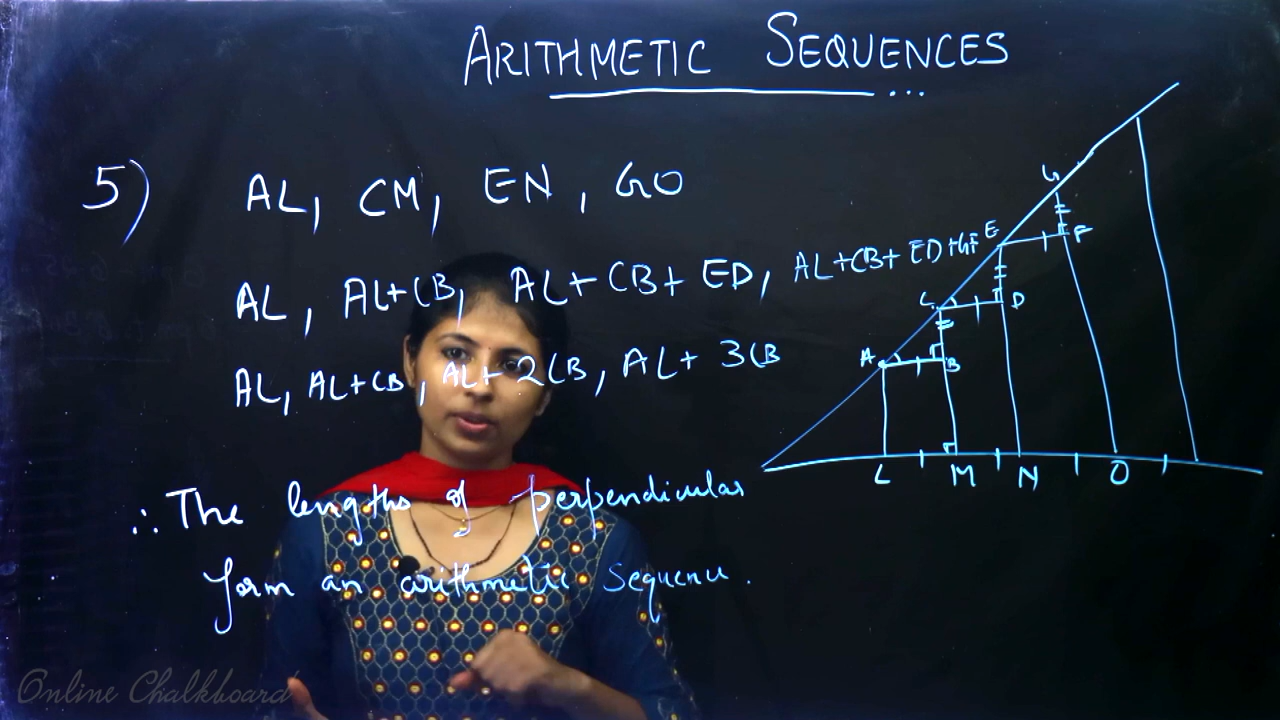 ARITHMETIC SEQUENCES ...
5) AL, CM, EN, GO
AL, AL+CB, AL+CB+ED, AL+CB+ED+GF
AL, AL+CB, AL+2CB, AL+3CB
∴ The lengths of perpendicular
form an arithmetic sequence.
G
E F
C D
A B
L M N O
Online Chalkboard